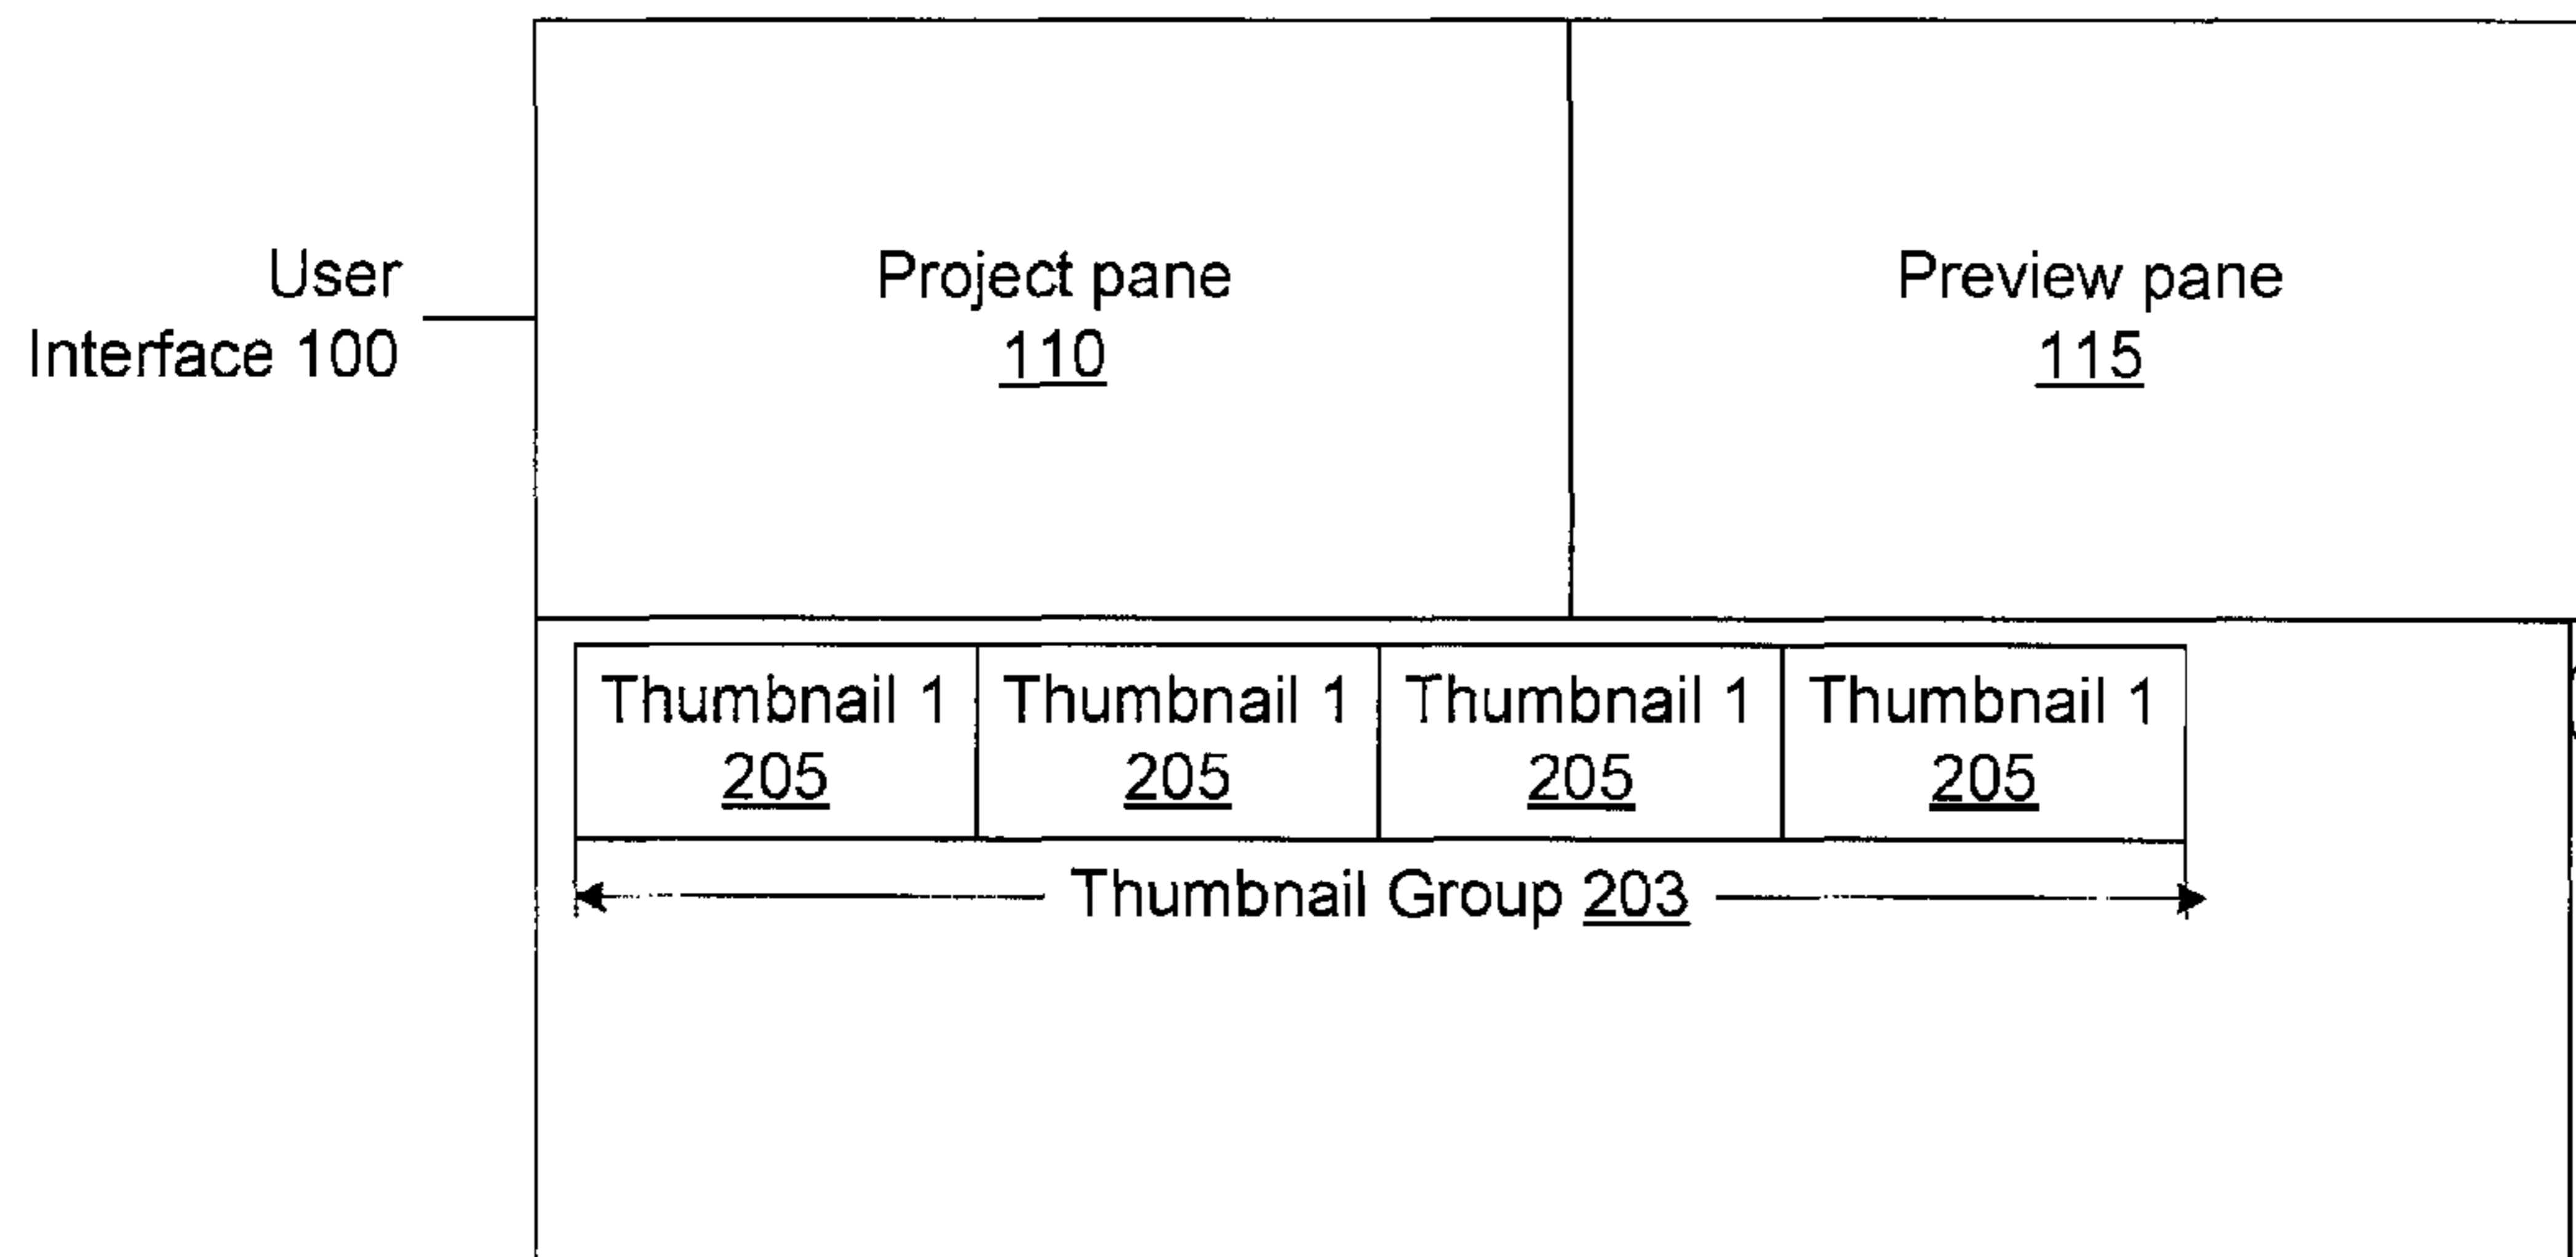 User
Interface 100
Project pane
110
Preview pane
115
Thumbnail 1
205
Thumbnail 1
205
Thumbnail 1
205
Thumbnail 1
205
Thumbnail Group 203